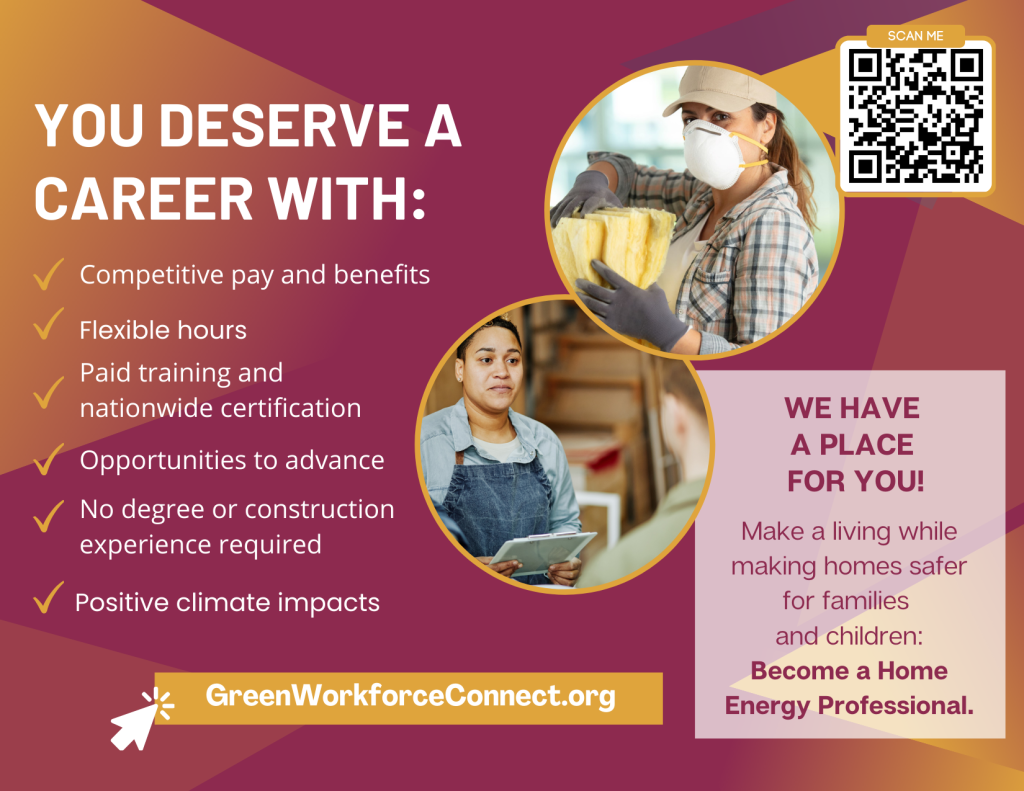 SCAN ME
YOU DESERVE A
CAREER WITH:
Competitive pay and benefits
Flexible hours
Paid training and
nationwide certification
Opportunities to advance
No degree or construction
experience required
Positive climate impacts
GreenWorkforceConnect.org
WE HAVE
A PLACE
FOR YOU!
Make a living while
making homes safer
for families
and children:
Become a Home
Energy Professional.